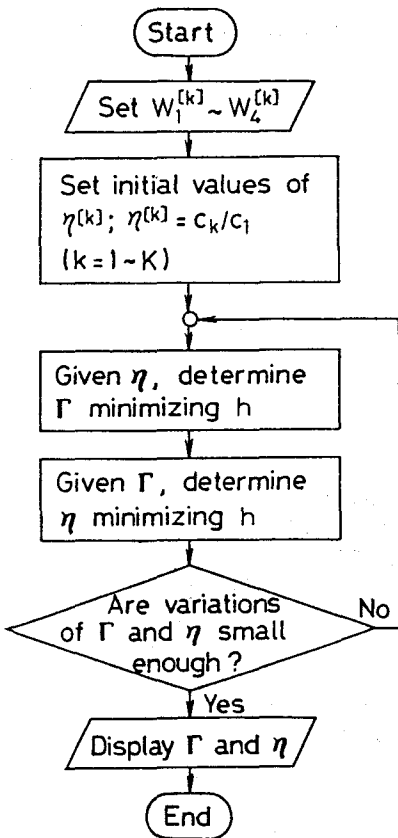 Start
Set W₁[k] ~ W₄[k]
Set initial values of
η[k]; η[k] = c_k/c₁
(k = 1 ~ K)
Given η, determine
Γ minimizing h
Given Γ, determine
η minimizing h
Are variations
of Γ and η small
enough?
No
Yes
Display Γ and η
End